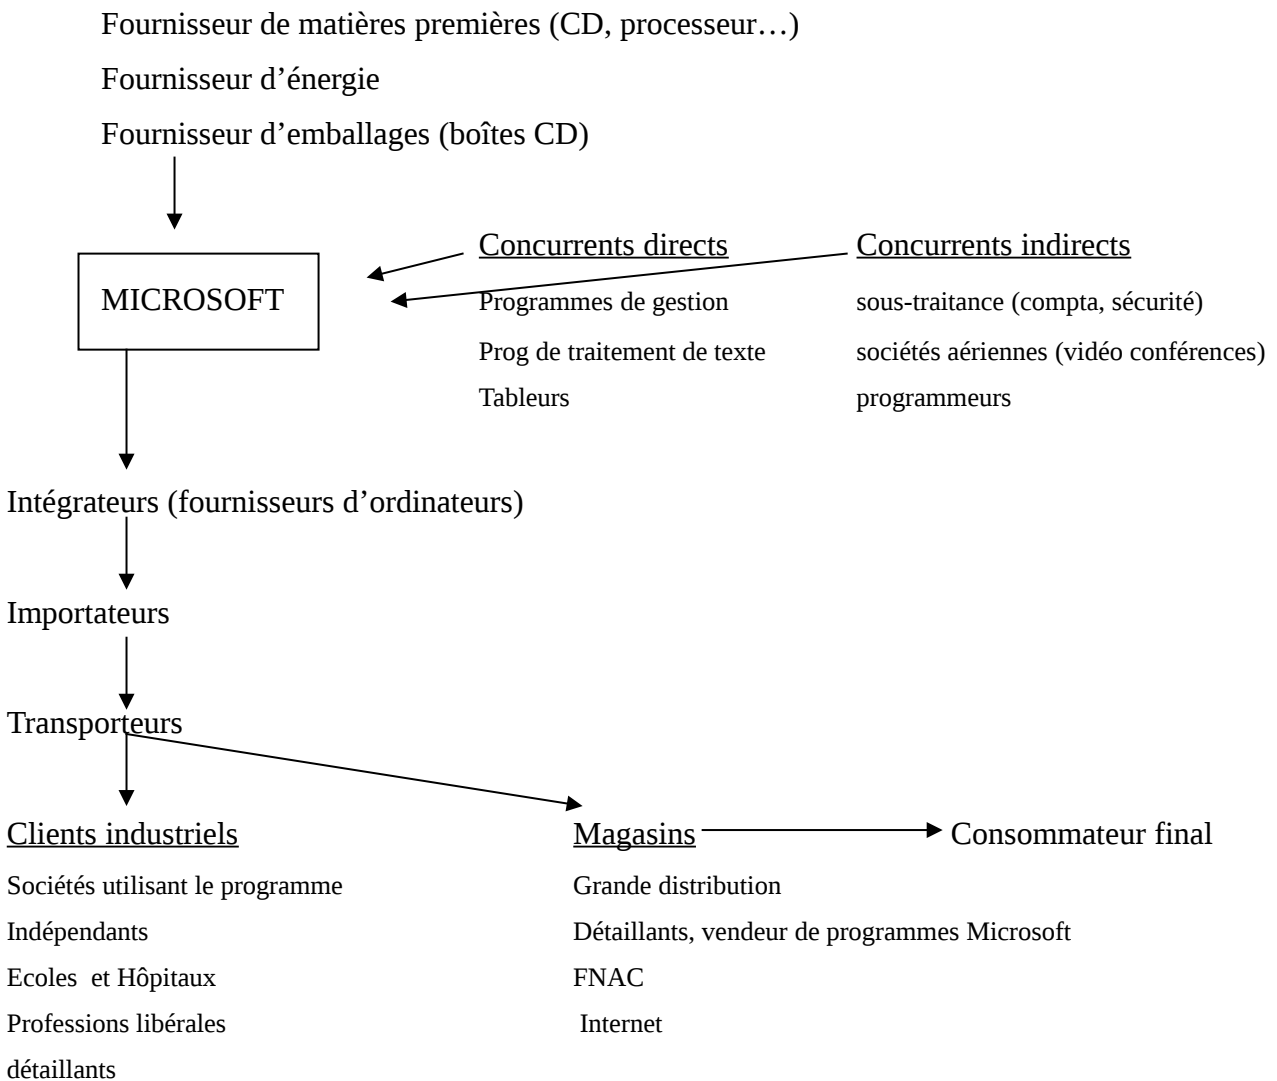 Fournisseur de matières premières (CD, processeur…)
Fournisseur d’énergie
Fournisseur d’emballages (boîtes CD)
Concurrents directs
Concurrents indirects
MICROSOFT
Programmes de gestion
sous-traitance (compta, sécurité)
Prog de traitement de texte
sociétés aériennes (vidéo conférences)
Tableurs
programmeurs
Intégrateurs (fournisseurs d’ordinateurs)
Importateurs
Transporteurs
Clients industriels
Magasins
Consommateur final
Sociétés utilisant le programme
Grande distribution
Indépendants
Détaillants, vendeur de programmes Microsoft
Ecoles  et Hôpitaux
FNAC
Professions libérales
Internet
détaillants